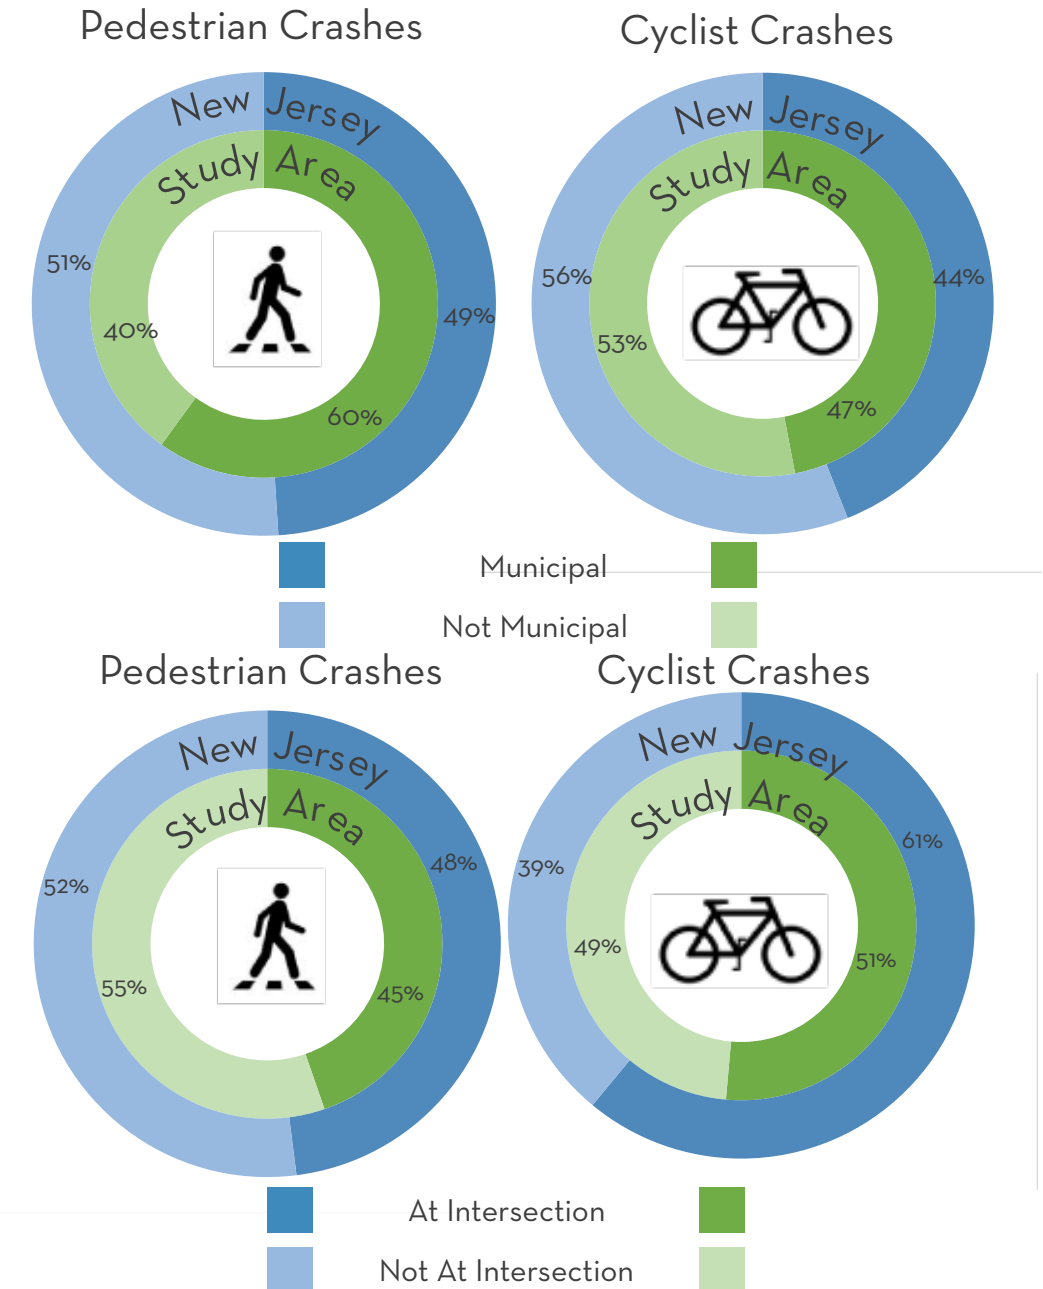 Pedestrian Crashes
Cyclist Crashes
New Jersey
Study Area
51%
49%
40%
60%
New Jersey
Study Area
56%
44%
53%
47%
Municipal
Not Municipal
Pedestrian Crashes
Cyclist Crashes
New Jersey
Study Area
48%
52%
55%
45%
New Jersey
Study Area
61%
39%
49%
51%
At Intersection
Not At Intersection